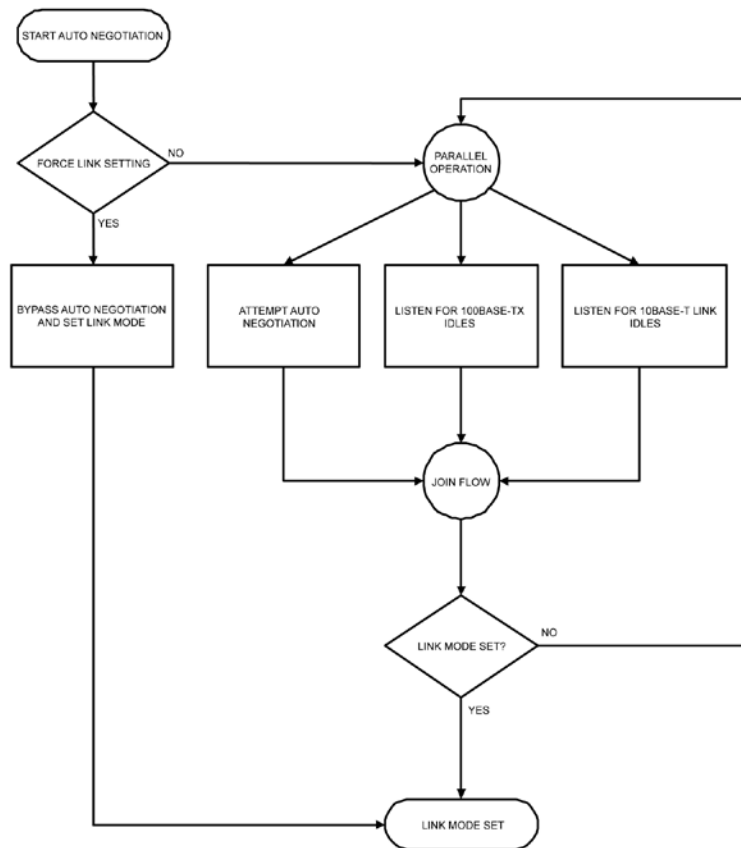 START AUTO NEGOTIATION
FORCE LINK SETTING
NO
PARALLEL
OPERATION
YES
BYPASS AUTO NEGOTIATION
AND SET LINK MODE
ATTEMPT AUTO
NEGOTIATION
LISTEN FOR 100BASE-TX
IDLES
LISTEN FOR 10BASE-T LINK
IDLES
JOIN FLOW
LINK MODE SET?
NO
YES
LINK MODE SET